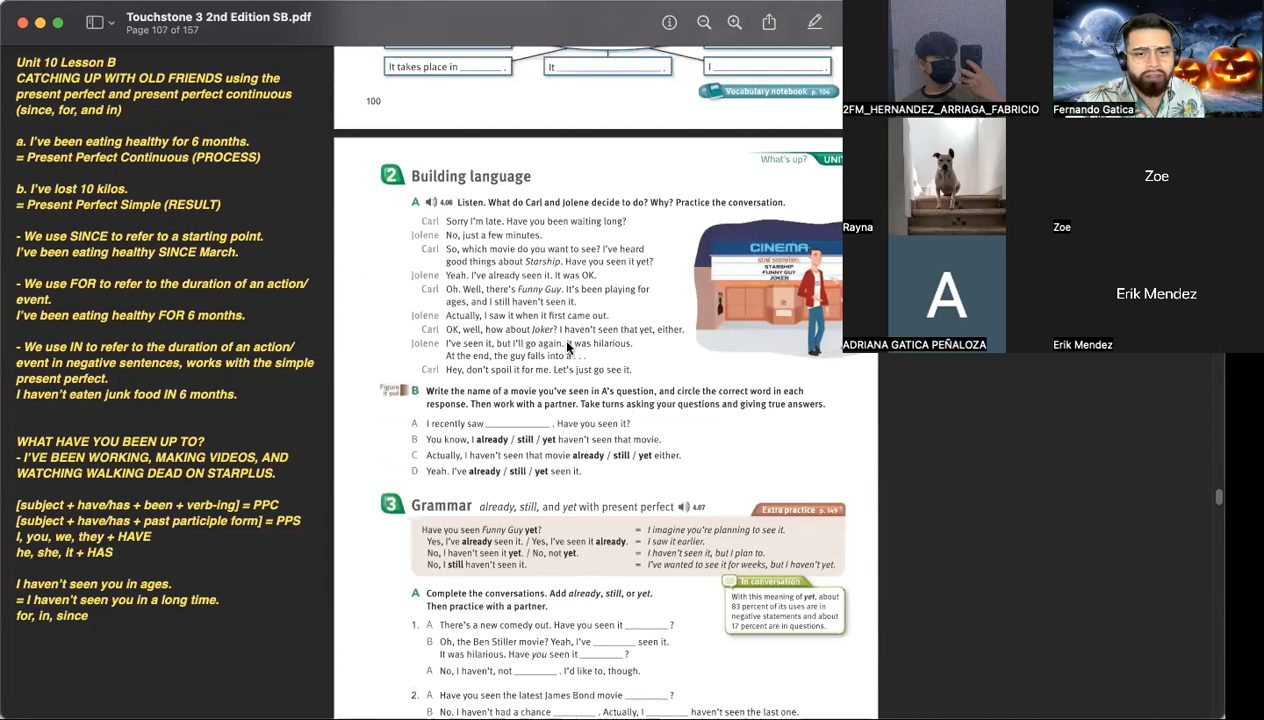 Touchstone 3 2nd Edition SB.pdf
Page 107 of 157
Unit 10 Lesson B
CATCHING UP WITH OLD FRIENDS using the
present perfect and present perfect continuous
(since, for, and in)
a. I've been eating healthy for 6 months.
= Present Perfect Continuous (PROCESS)
b. I've lost 10 kilos.
= Present Perfect Simple (RESULT)
- We use SINCE to refer to a starting point.
I've been eating healthy SINCE March.
- We use FOR to refer to the duration of an action/
event.
I've been eating healthy FOR 6 months.
- We use IN to refer to the duration of an action/
event in negative sentences, works with the simple
present perfect.
I haven't eaten junk food IN 6 months.
WHAT HAVE YOU BEEN UP TO?
- I'VE BEEN WORKING, MAKING VIDEOS, AND
WATCHING WALKING DEAD ON STARPLUS.
[subject + have/has + been + verb-ing] = PPC
[subject + have/has + past participle form] = PPS
I, you, we, they + HAVE
he, she, it + HAS
I haven't seen you in ages.
= I haven't seen you in a long time.
for, in, since
It takes place in ________ .
It ________________ .
I ________________ .
100
Vocabulary notebook p. 106
What's up? UNI
2 Building language
A 4.06 Listen. What do Carl and Jolene decide to do? Why? Practice the conversation.
Carl Sorry I'm late. Have you been waiting long?
Jolene No, just a few minutes.
Carl So, which movie do you want to see? I've heard
good things about Starship. Have you seen it yet?
Jolene Yeah. I've already seen it. It was OK.
Carl Oh. Well, there's Funny Guy. It's been playing for
ages, and I still haven't seen it.
Jolene Actually, I saw it when it first came out.
Carl OK, well, how about Joker? I haven't seen that yet, either.
Jolene I've seen it, but I'll go again. It was hilarious.
At the end, the guy falls into a . . .
Carl Hey, don't spoil it for me. Let's just go see it.
CINEMA
NOW SHOWING:
STARSHIP
FUNNY GUY
JOKER
Figure it out
B Write the name of a movie you've seen in A's question, and circle the correct word in each
response. Then work with a partner. Take turns asking your questions and giving true answers.
A I recently saw ____________ . Have you seen it?
B You know, I already / still / yet haven't seen that movie.
C Actually, I haven't seen that movie already / still / yet either.
D Yeah. I've already / still / yet seen it.
3 Grammar already, still, and yet with present perfect 4.07
Extra practice p. 149
Have you seen Funny Guy yet? = I imagine you're planning to see it.
Yes, I've already seen it. / Yes, I've seen it already. = I saw it earlier.
No, I haven't seen it yet. / No, not yet. = I haven't seen it, but I plan to.
No, I still haven't seen it. = I've wanted to see it for weeks, but I haven't yet.
In conversation
With this meaning of yet, about
83 percent of its uses are in
negative statements and about
17 percent are in questions.
A Complete the conversations. Add already, still, or yet.
Then practice with a partner.
1. A There's a new comedy out. Have you seen it ________ ?
B Oh, the Ben Stiller movie? Yeah, I've ________ seen it.
It was hilarious. Have you seen it ________ ?
A No, I haven't, not ________ . I'd like to, though.
2. A Have you seen the latest James Bond movie ________ ?
B No. I haven't had a chance ________ . Actually, I ________ haven't seen the last one.
2FM_HERNANDEZ_ARRIAGA_FABRICIO
Fernando Gatica
Rayna
Zoe
Zoe
A
ADRIANA GATICA PEÑALOZA
Erik Mendez
Erik Mendez